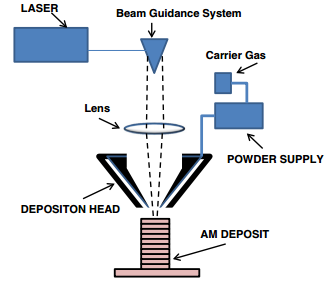 LASER
Beam Guidance System
Carrier Gas
Lens
POWDER SUPPLY
DEPOSITON HEAD
AM DEPOSIT